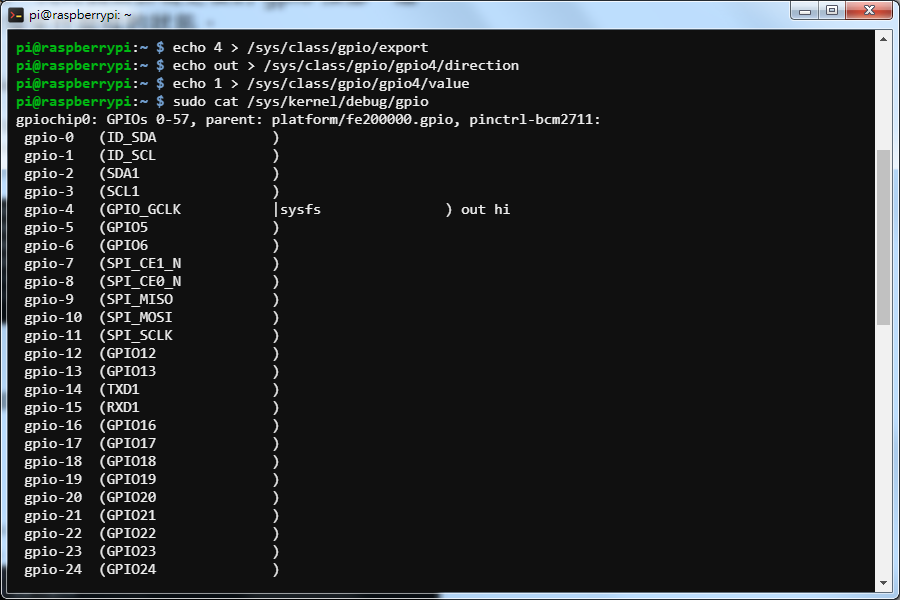 pi@raspberrypi: ~
pi@raspberrypi:~ $ echo 4 > /sys/class/gpio/export
pi@raspberrypi:~ $ echo out > /sys/class/gpio/gpio4/direction
pi@raspberrypi:~ $ echo 1 > /sys/class/gpio/gpio4/value
pi@raspberrypi:~ $ sudo cat /sys/kernel/debug/gpio
gpiochip0: GPIOs 0-57, parent: platform/fe200000.gpio, pinctrl-bcm2711:
 gpio-0   (ID_SDA              )
 gpio-1   (ID_SCL              )
 gpio-2   (SDA1                )
 gpio-3   (SCL1                )
 gpio-4   (GPIO_GCLK           |sysfs               ) out hi
 gpio-5   (GPIO5               )
 gpio-6   (GPIO6               )
 gpio-7   (SPI_CE1_N           )
 gpio-8   (SPI_CE0_N           )
 gpio-9   (SPI_MISO            )
 gpio-10  (SPI_MOSI            )
 gpio-11  (SPI_SCLK            )
 gpio-12  (GPIO12              )
 gpio-13  (GPIO13              )
 gpio-14  (TXD1                )
 gpio-15  (RXD1                )
 gpio-16  (GPIO16              )
 gpio-17  (GPIO17              )
 gpio-18  (GPIO18              )
 gpio-19  (GPIO19              )
 gpio-20  (GPIO20              )
 gpio-21  (GPIO21              )
 gpio-22  (GPIO22              )
 gpio-23  (GPIO23              )
 gpio-24  (GPIO24              )